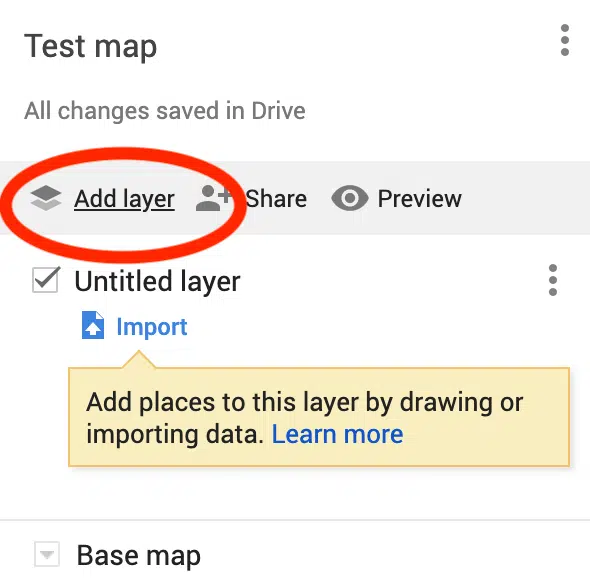 Test map
All changes saved in Drive
Add layer Share Preview
Untitled layer
Import
Add places to this layer by drawing or
importing data. Learn more
Base map